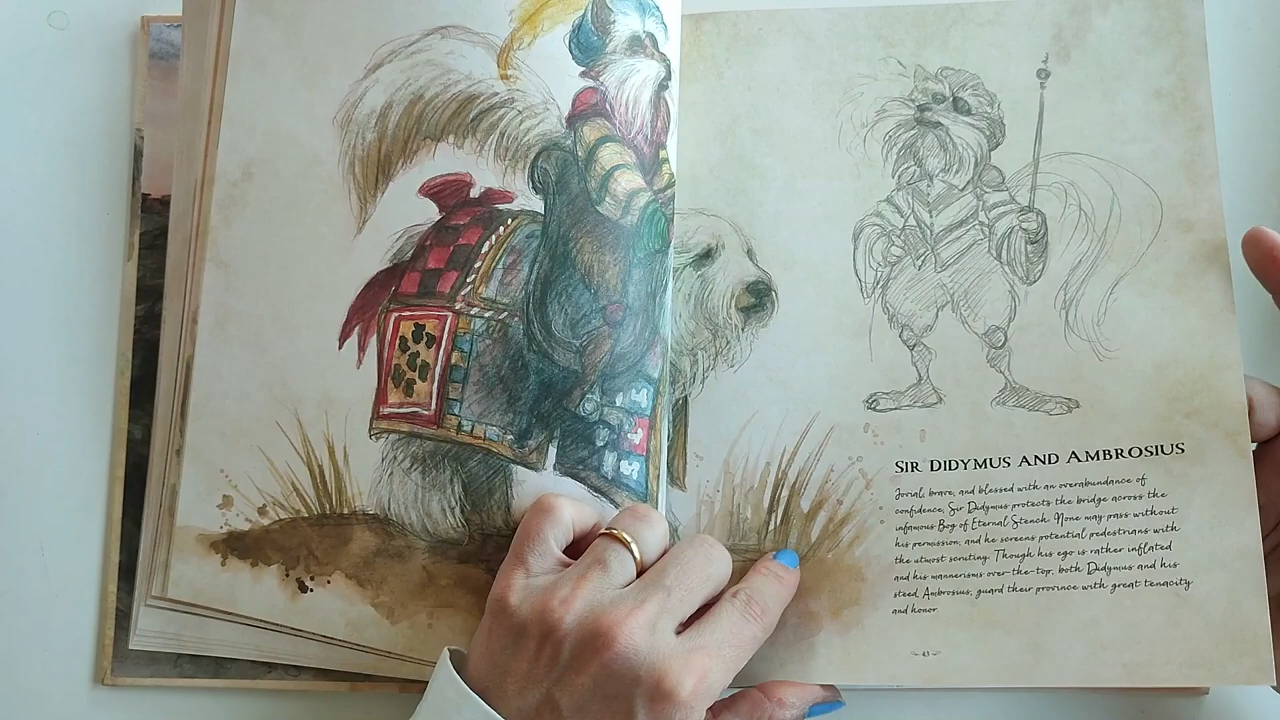 SIR DIDYMUS AND AMBROSIUS
Jovial, brave, and blessed with an overabundance of
confidence, Sir Didymus protects the bridge across the
infamous Bog of Eternal Stench. None may pass without
his permission, and he screens potential pedestrians with
the utmost scrutiny. Though his ego is rather inflated
and his mannerisms over-the-top, both Didymus and his
steed, Ambrosius, guard their province with great tenacity
and honor.
43